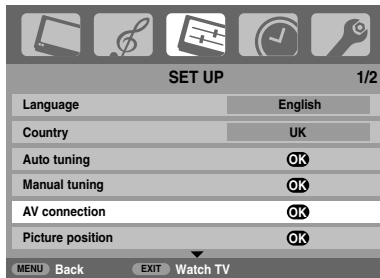 SET UP 1/2
Language English
Country UK
Auto tuning OK
Manual tuning OK
AV connection OK
Picture position OK
MENU Back EXIT Watch TV